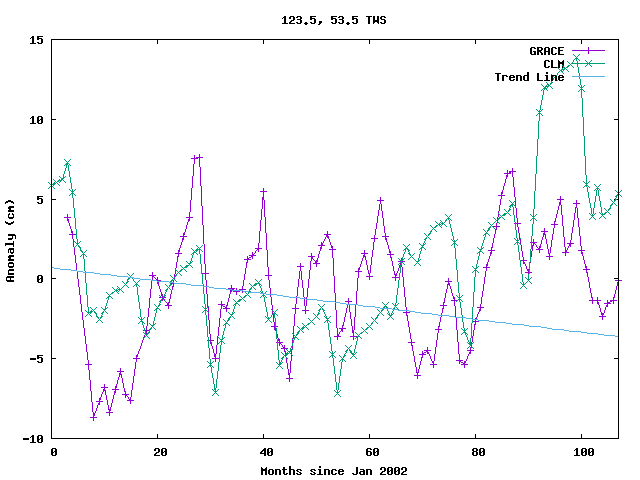 123.5, 53.5 TWS
GRACE
CLM
Trend Line
15
10
5
0
-5
-10
Anomaly (cm)
0 20 40 60 80 100
Months since Jan 2002